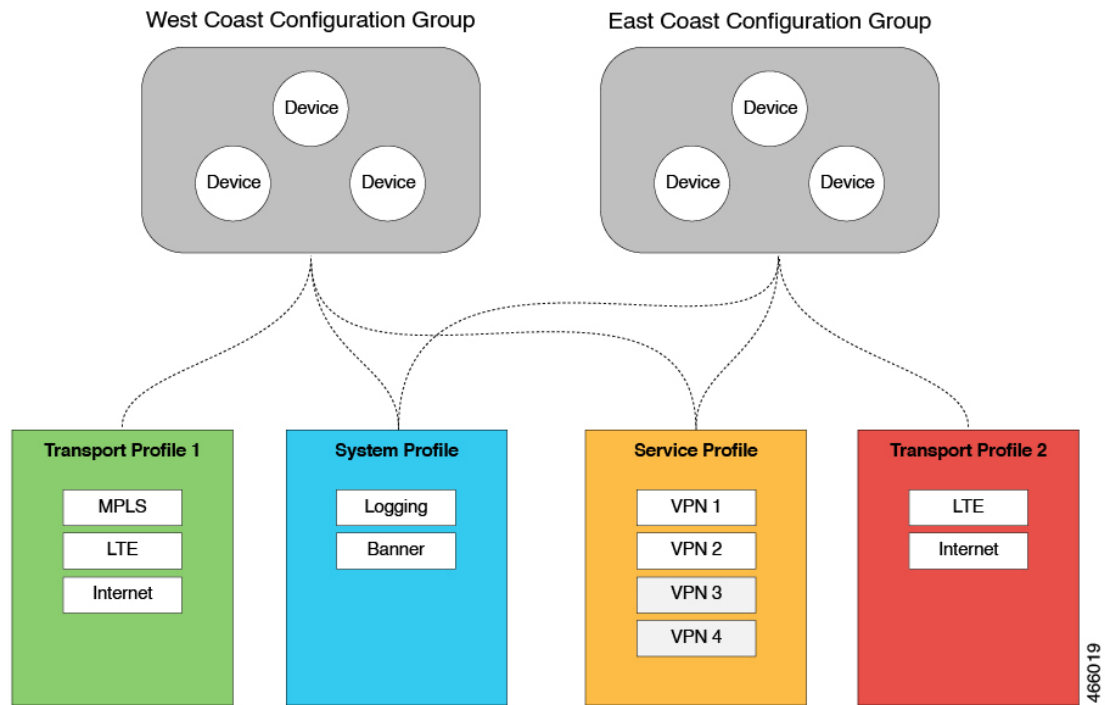 West Coast Configuration Group
East Coast Configuration Group
Device
Device
Device
Device
Device
Device
Transport Profile 1
MPLS
LTE
Internet
System Profile
Logging
Banner
Service Profile
VPN 1
VPN 2
VPN 3
VPN 4
Transport Profile 2
LTE
Internet
466019